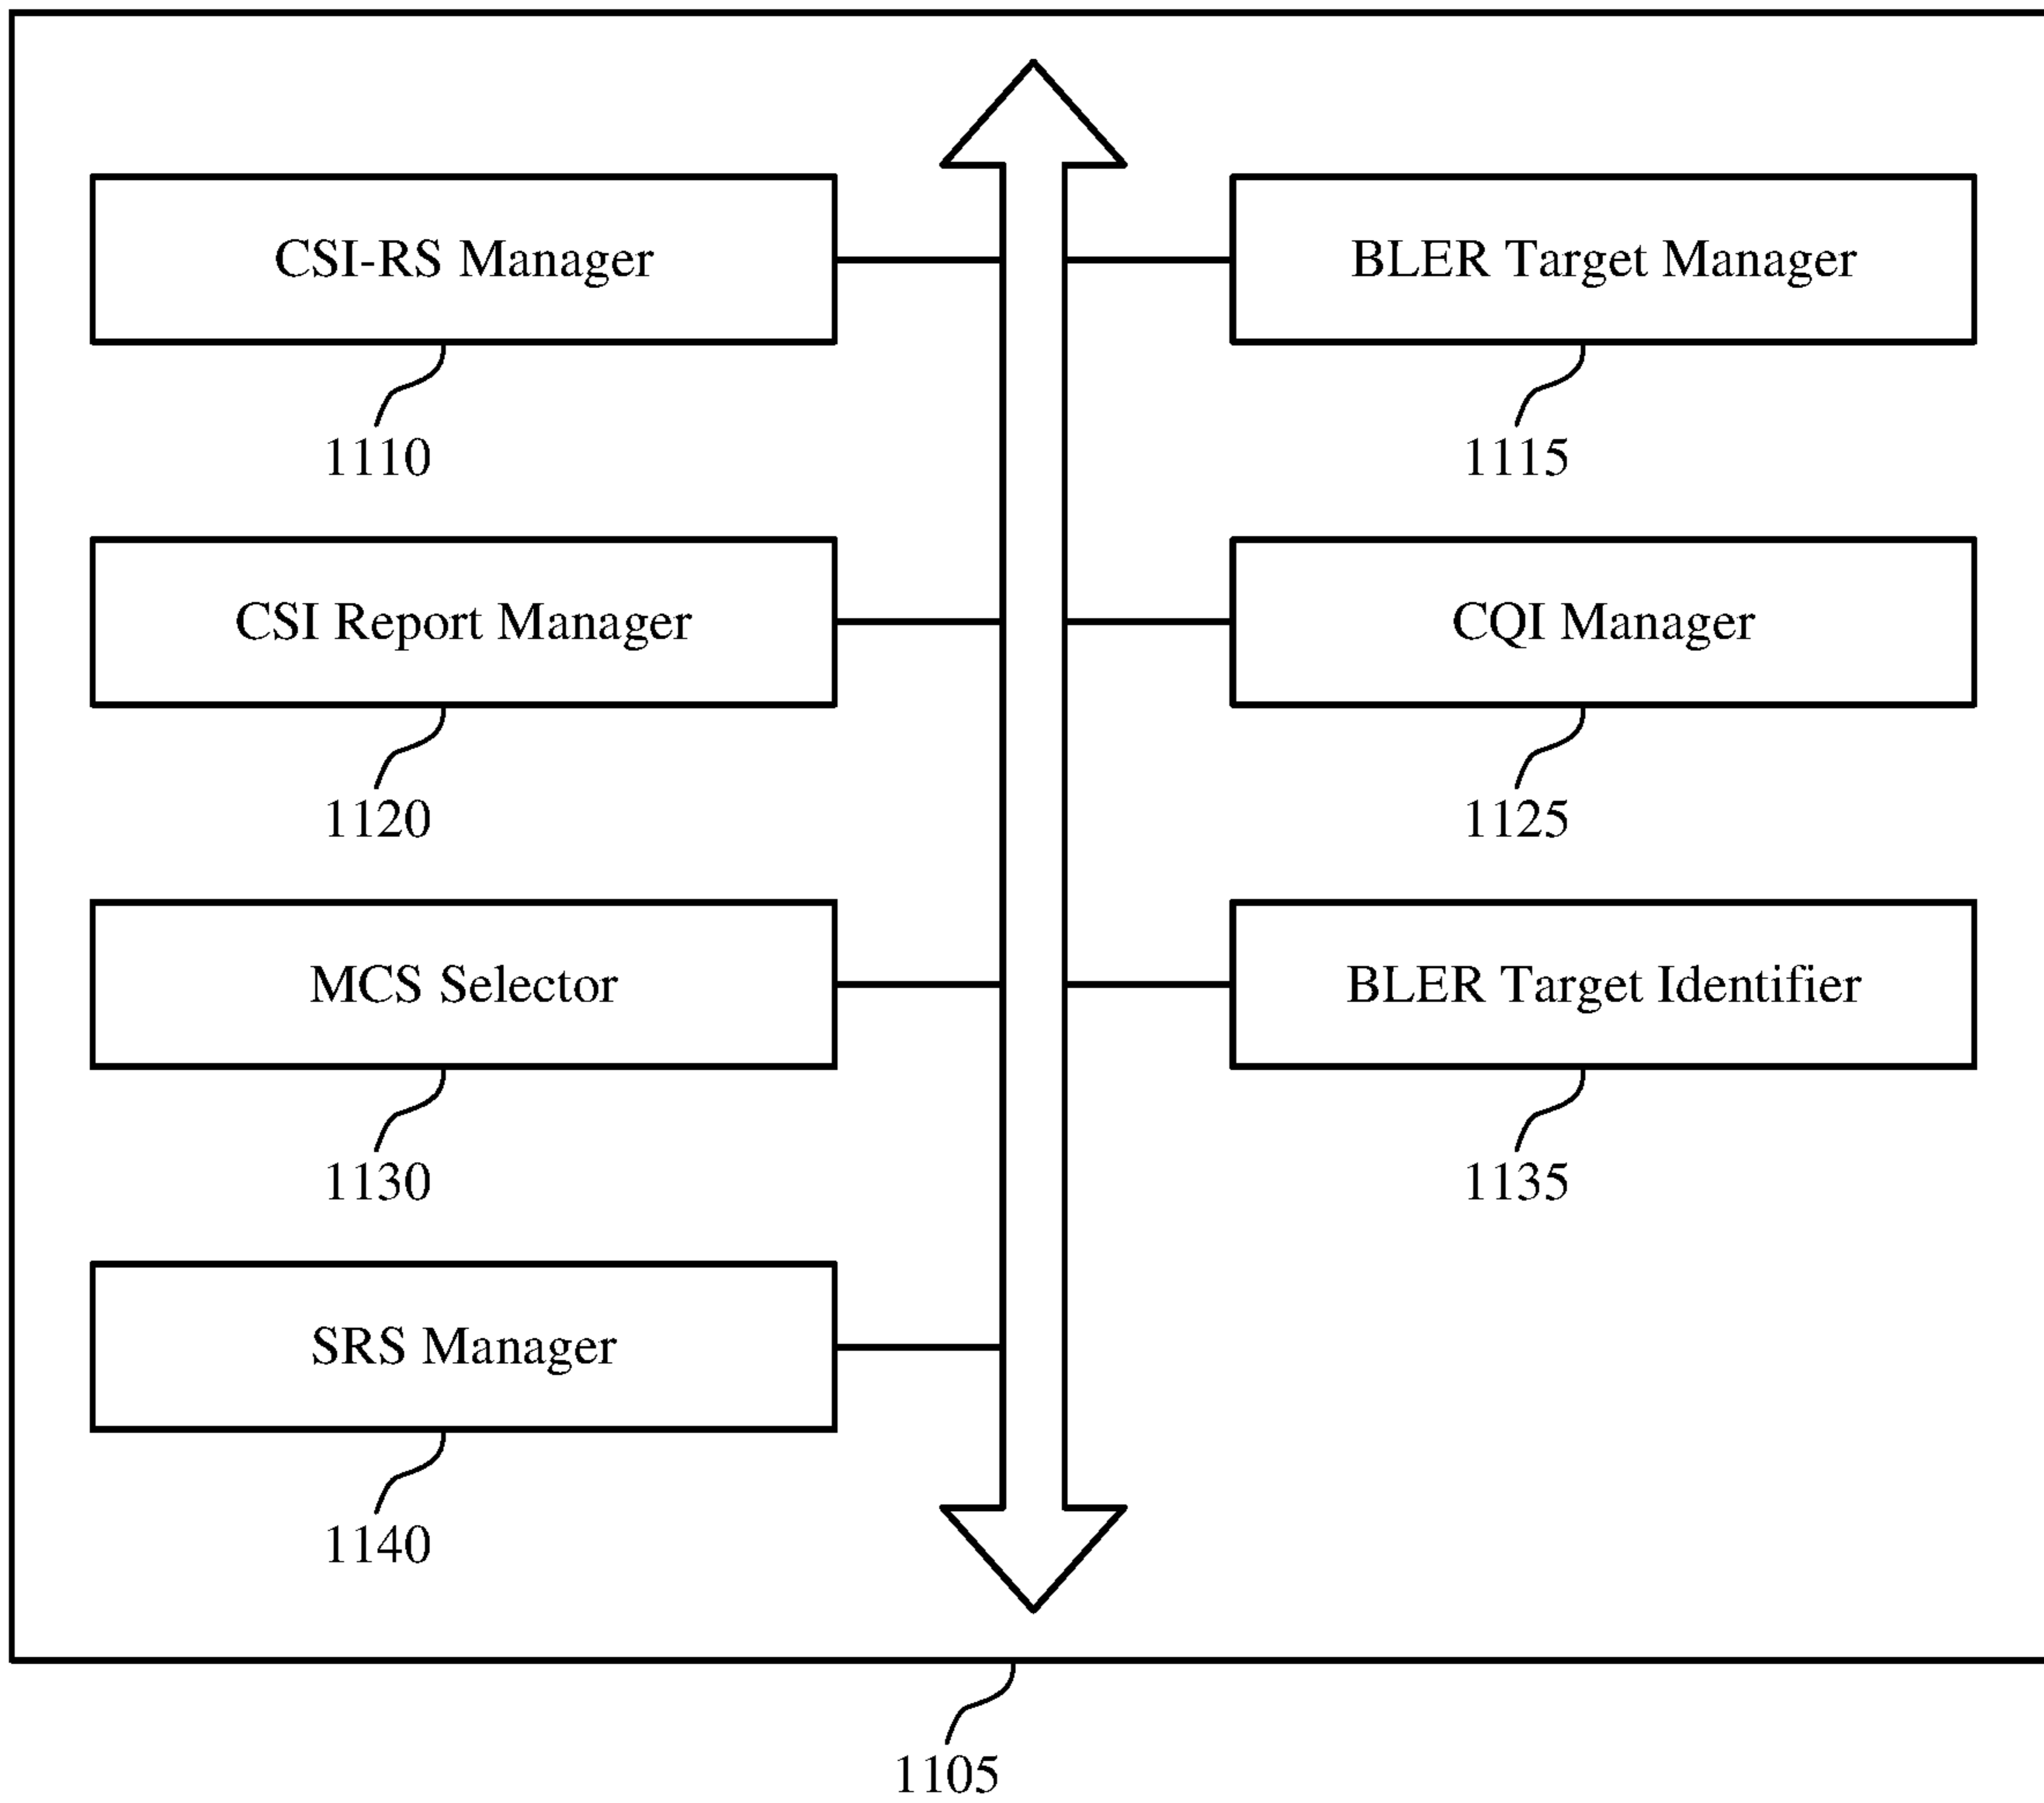 CSI-RS Manager
BLER Target Manager
1110
1115
CSI Report Manager
CQI Manager
1120
1125
MCS Selector
BLER Target Identifier
1130
1135
SRS Manager
1140
1105